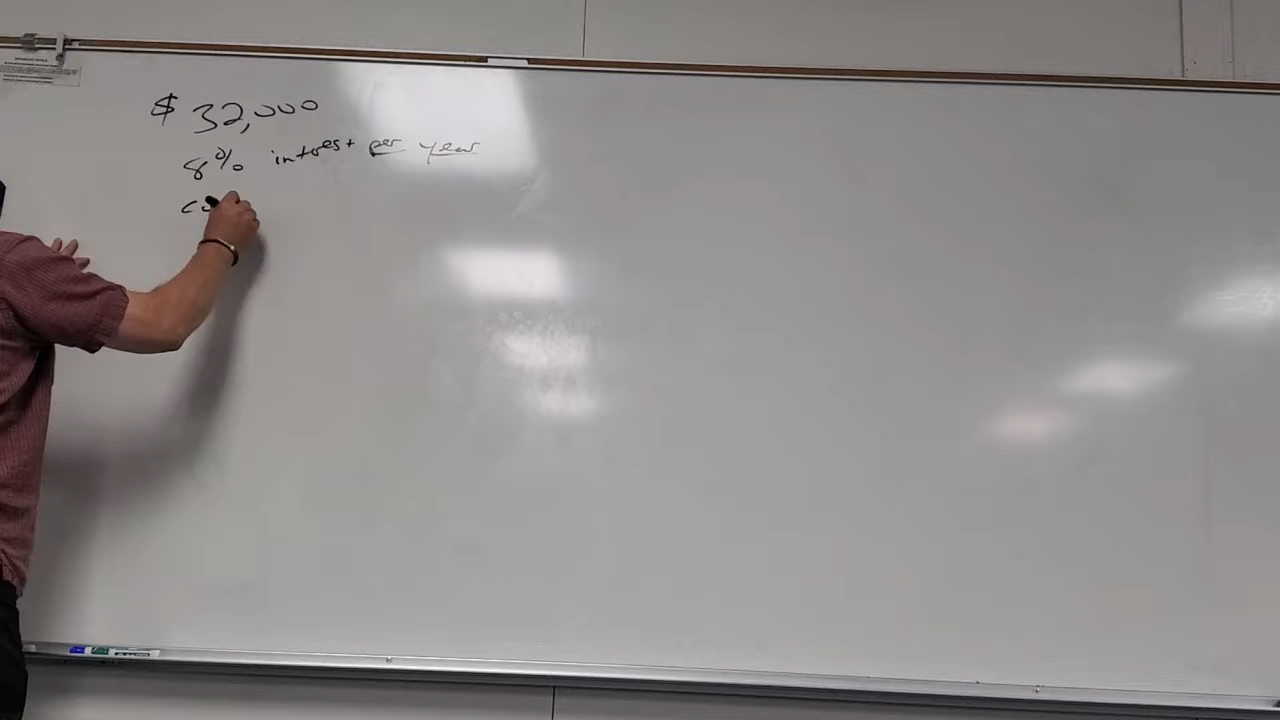 $ 32,000
8% interest per year
co